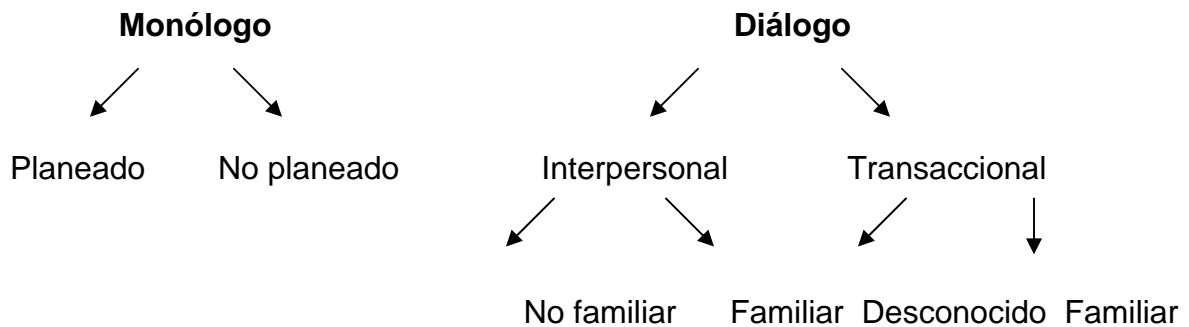 Monólogo Diálogo
Planeado No planeado Interpersonal Transaccional
No familiar Familiar Desconocido Familiar